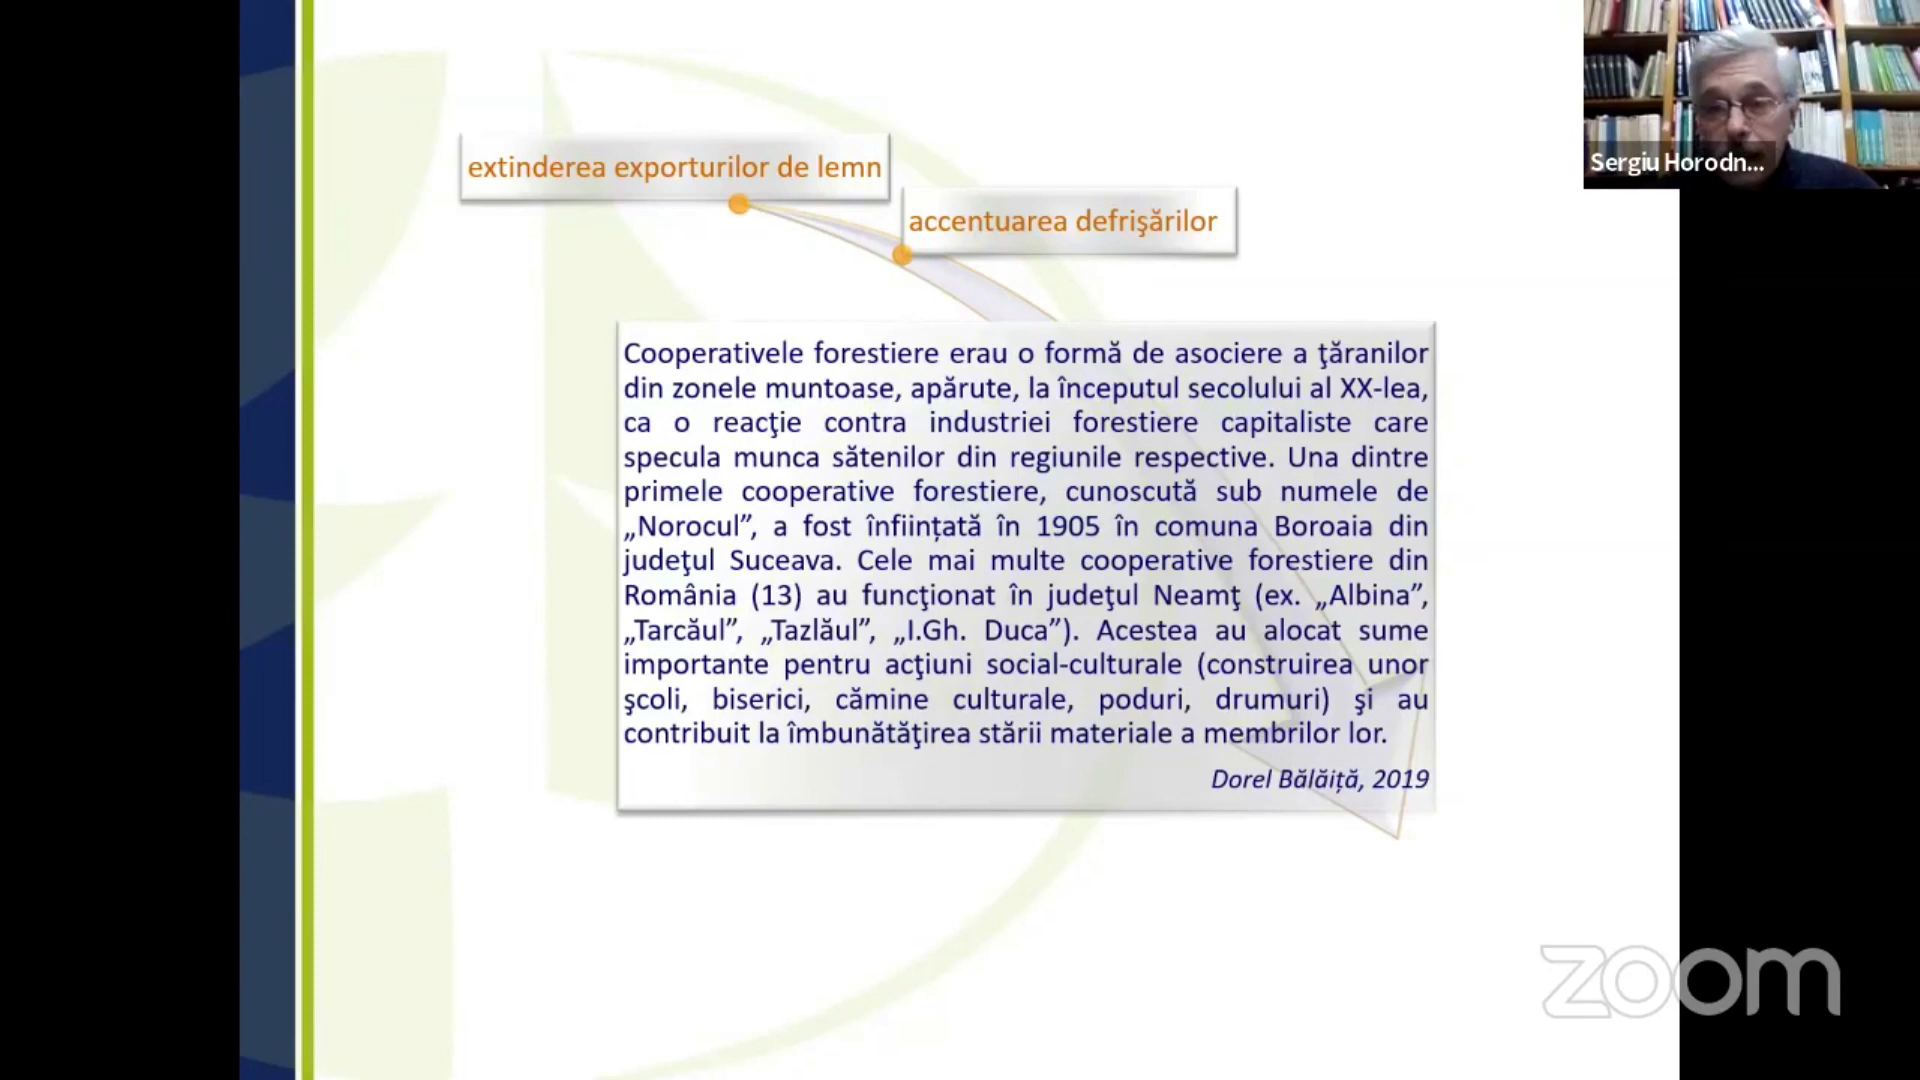 extinderea exporturilor de lemn
accentuarea defrişărilor
Cooperativele forestiere erau o formă de asociere a ţăranilor
din zonele muntoase, apărute, la începutul secolului al XX-lea,
ca o reacţie contra industriei forestiere capitaliste care
specula munca sătenilor din regiunile respective. Una dintre
primele cooperative forestiere, cunoscută sub numele de
„Norocul”, a fost înființată în 1905 în comuna Boroaia din
judeţul Suceava. Cele mai multe cooperative forestiere din
România (13) au funcţionat în judeţul Neamţ (ex. „Albina”,
„Tarcăul”, „Tazlăul”, „I.Gh. Duca”). Acestea au alocat sume
importante pentru acţiuni social-culturale (construirea unor
şcoli, biserici, cămine culturale, poduri, drumuri) şi au
contribuit la îmbunătăţirea stării materiale a membrilor lor.
Dorel Bălăiță, 2019
Sergiu Horodn...
zoom